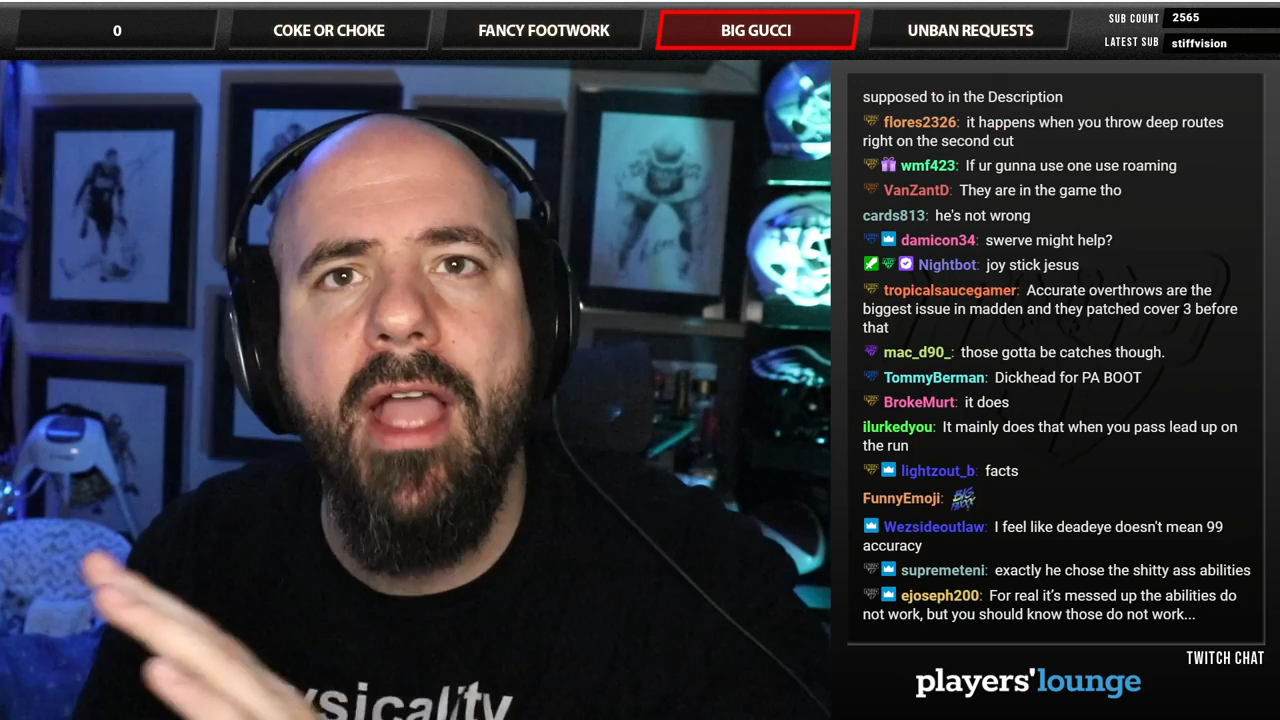 0
COKE OR CHOKE
FANCY FOOTWORK
BIG GUCCI
UNBAN REQUESTS
SUB COUNT 2565
LATEST SUB stiffvision
supposed to in the Description
flores2326: it happens when you throw deep routes
right on the second cut
wmf423: If ur gunna use one use roaming
VanZantD: They are in the game tho
cards813: he's not wrong
damicon34: swerve might help?
Nightbot: joy stick jesus
tropicalsaucegamer: Accurate overthrows are the
biggest issue in madden and they patched cover 3 before
that
mac_d90_: those gotta be catches though.
TommyBerman: Dickhead for PA BOOT
BrokeMurt: it does
ilurkedyou: It mainly does that when you pass lead up on
the run
lightzout_b: facts
FunnyEmoji:
Wezsideoutlaw: I feel like deadeye doesn't mean 99
accuracy
supremeteni: exactly he chose the shitty ass abilities
ejoseph200: For real it's messed up the abilities do
not work, but you should know those do not work...
TWITCH CHAT
players'lounge
ysicality